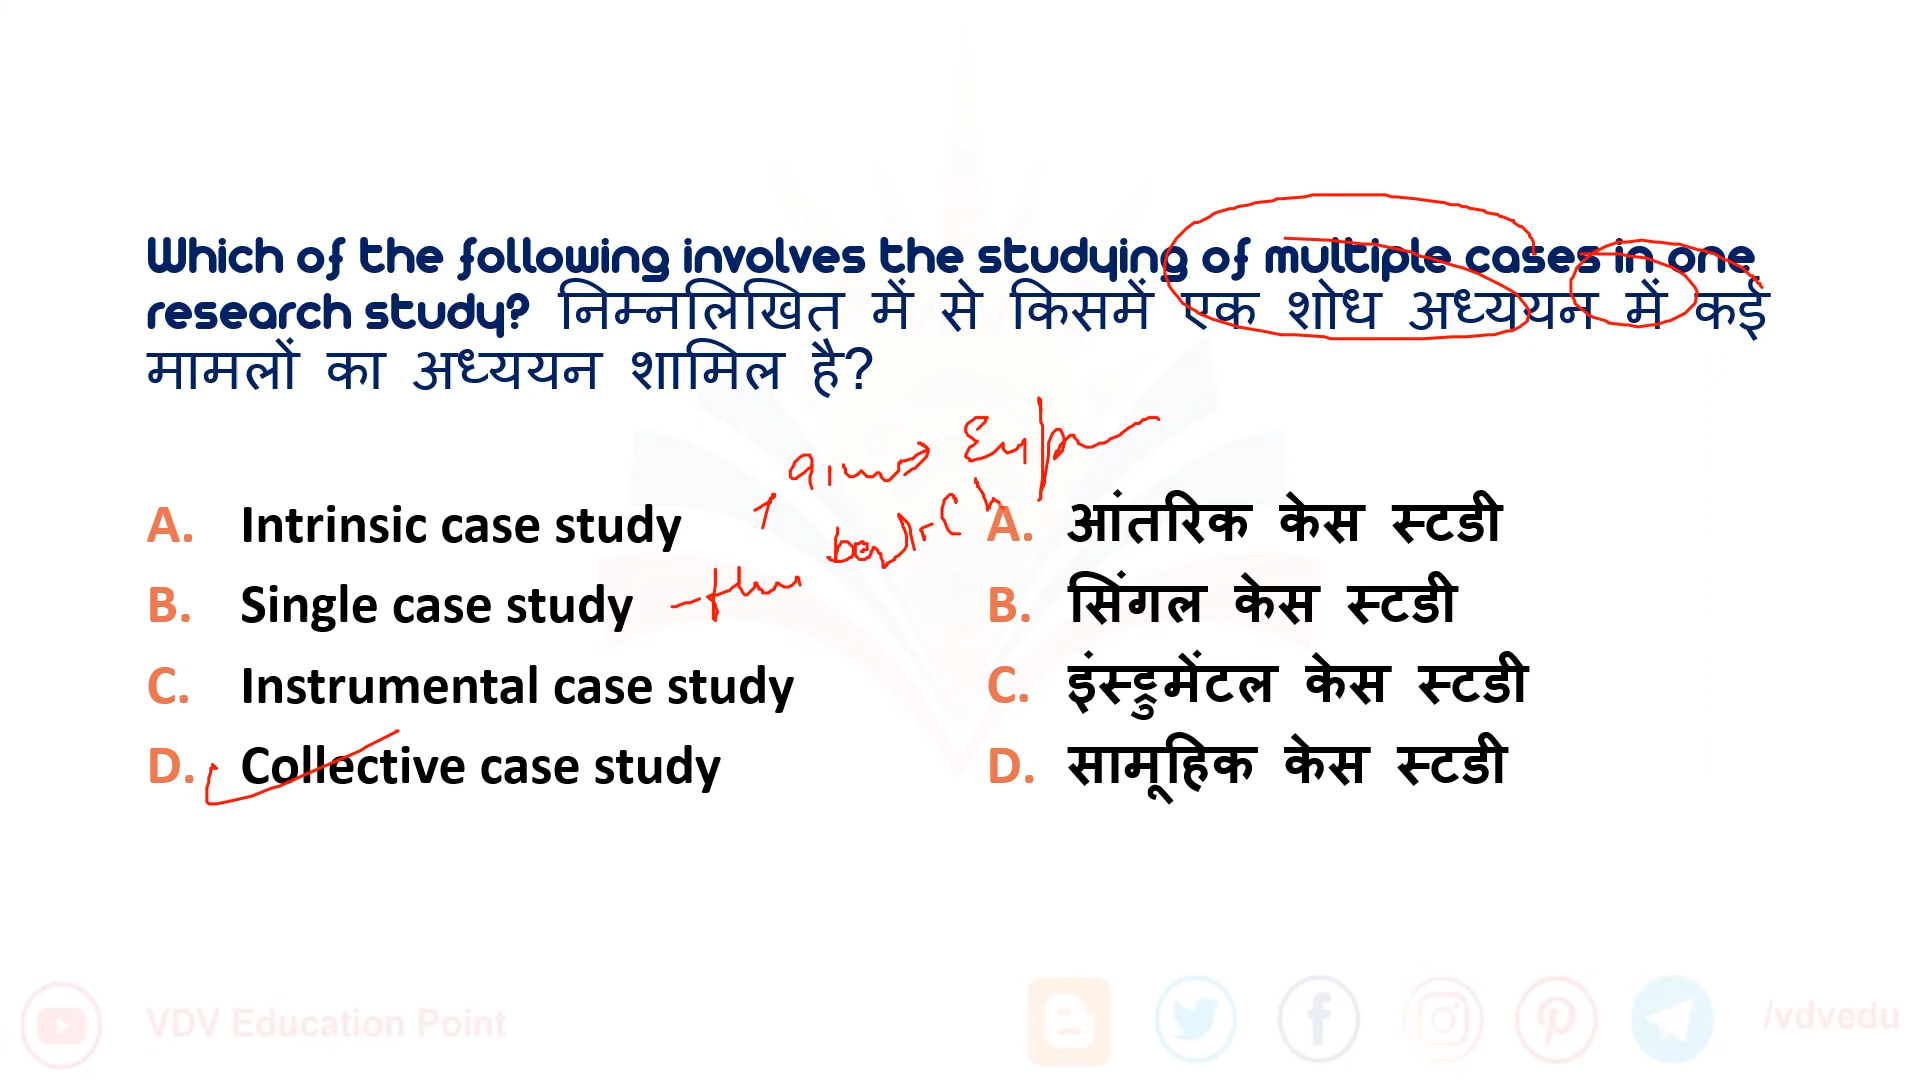 Which of the following involves the studying of multiple cases in one
research study? निम्नलिखित में से किसमें एक शोध अध्ययन में कई
मामलों का अध्ययन शामिल है?
A. Intrinsic case study
B. Single case study
C. Instrumental case study
D. Collective case study
A. आंतरिक केस स्टडी
B. सिंगल केस स्टडी
C. इंस्ट्रुमेंटल केस स्टडी
D. सामूहिक केस स्टडी
VDV Education Point
/vdvedu